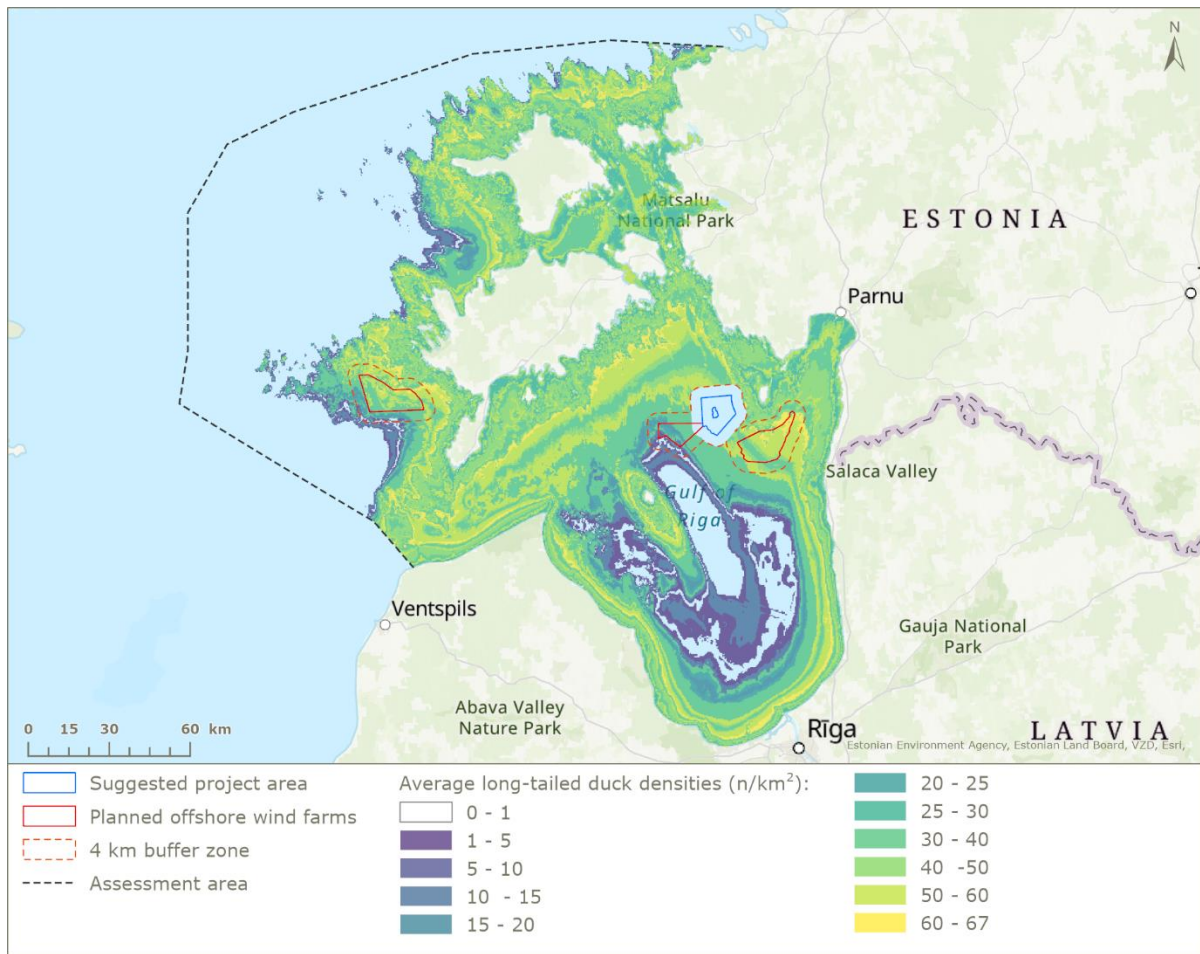 N
Matsalu
National Park
ESTONIA
Parnu
Salaca Valley
Gulf of
Riga
Ventspils
Gauja National
Park
Abava Valley
Nature Park
Rīga
LATVIA
0 15 30 60 km
Estonian Environment Agency, Estonian Land Board, VZD, Esri,
Suggested project area
Planned offshore wind farms
4 km buffer zone
Assessment area
Average long-tailed duck densities (n/km²):
0 - 1
1 - 5
5 - 10
10 - 15
15 - 20
20 - 25
25 - 30
30 - 40
40 -50
50 - 60
60 - 67